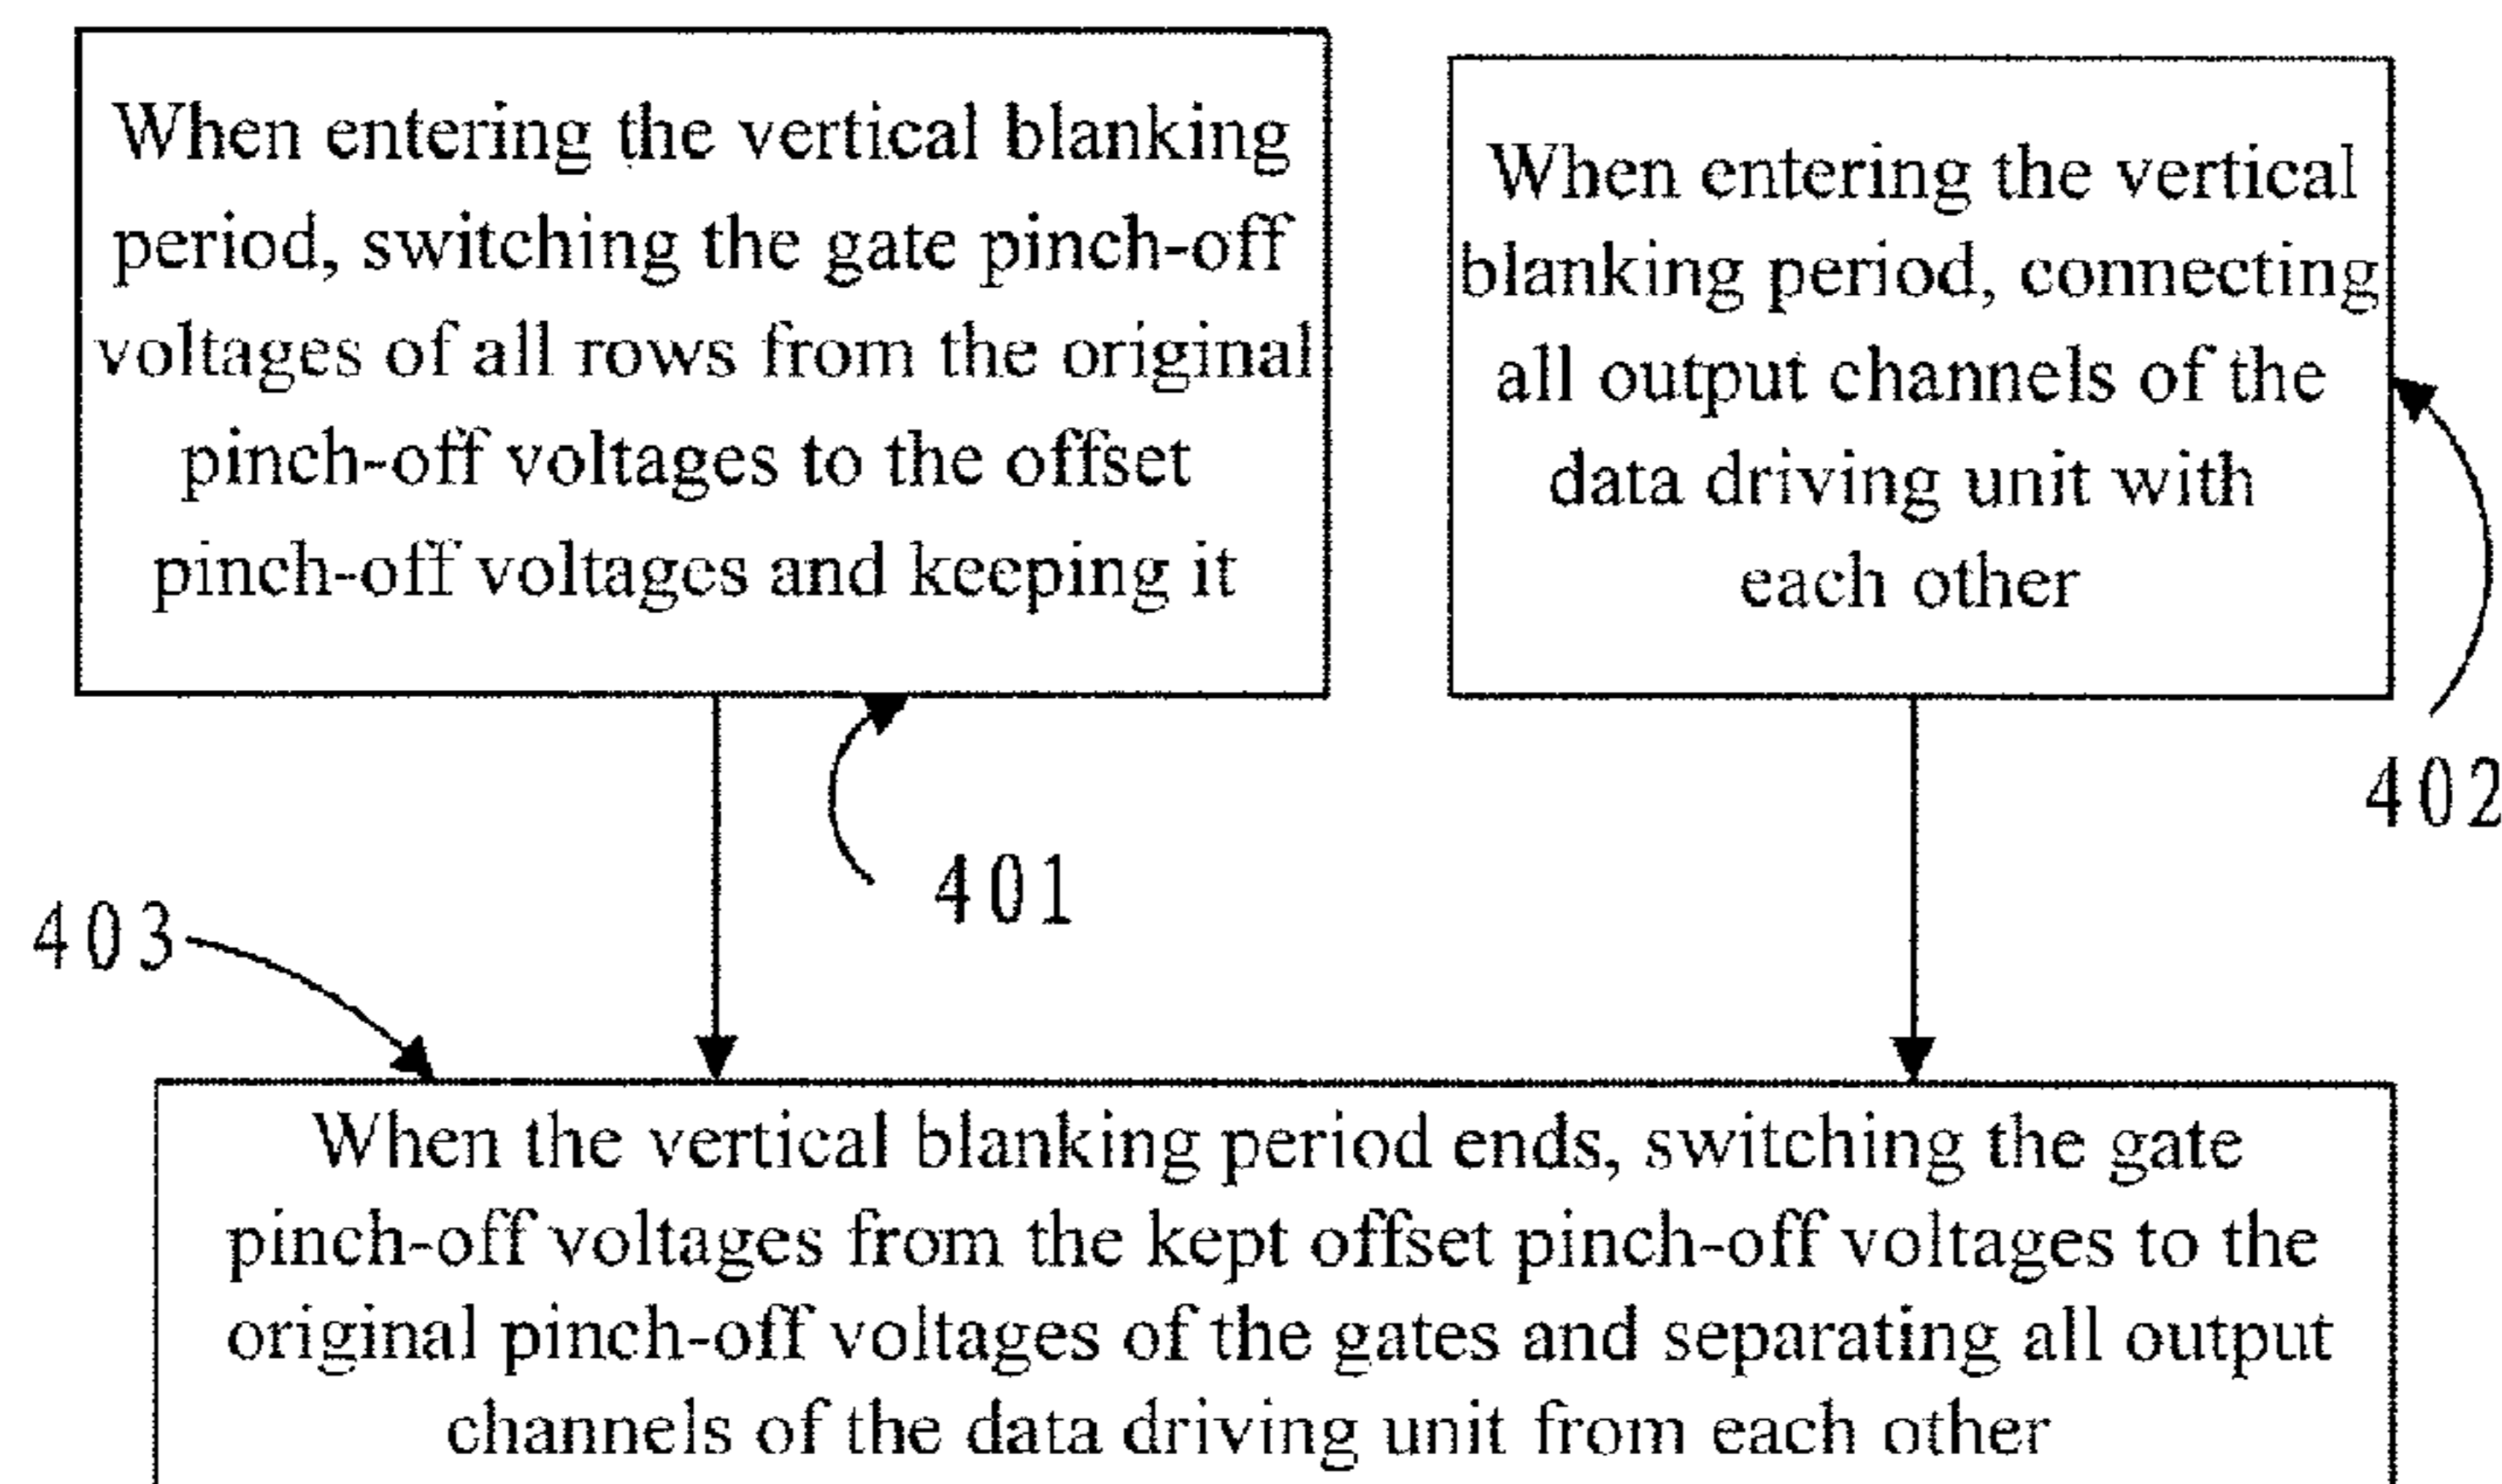 When entering the vertical blanking
period, switching the gate pinch-off
voltages of all rows from the original
pinch-off voltages to the offset
pinch-off voltages and keeping it
When entering the vertical
blanking period, connecting
all output channels of the
data driving unit with
each other
402
401
403
When the vertical blanking period ends, switching the gate
pinch-off voltages from the kept offset pinch-off voltages to the
original pinch-off voltages of the gates and separating all output
channels of the data driving unit from each other